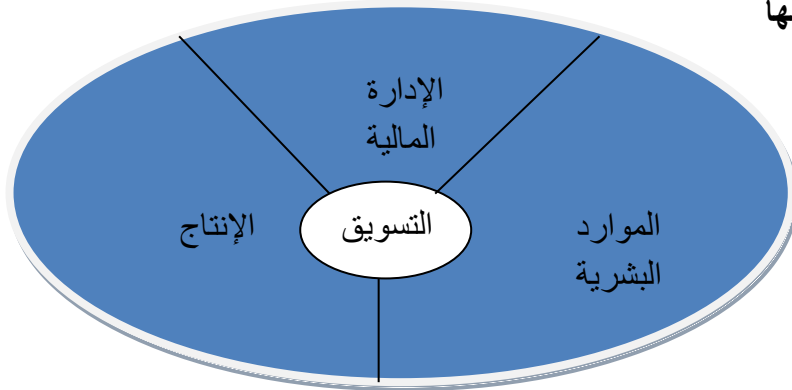 الإدارة
المالية
الموارد
البشرية
التسويق
الإنتاج